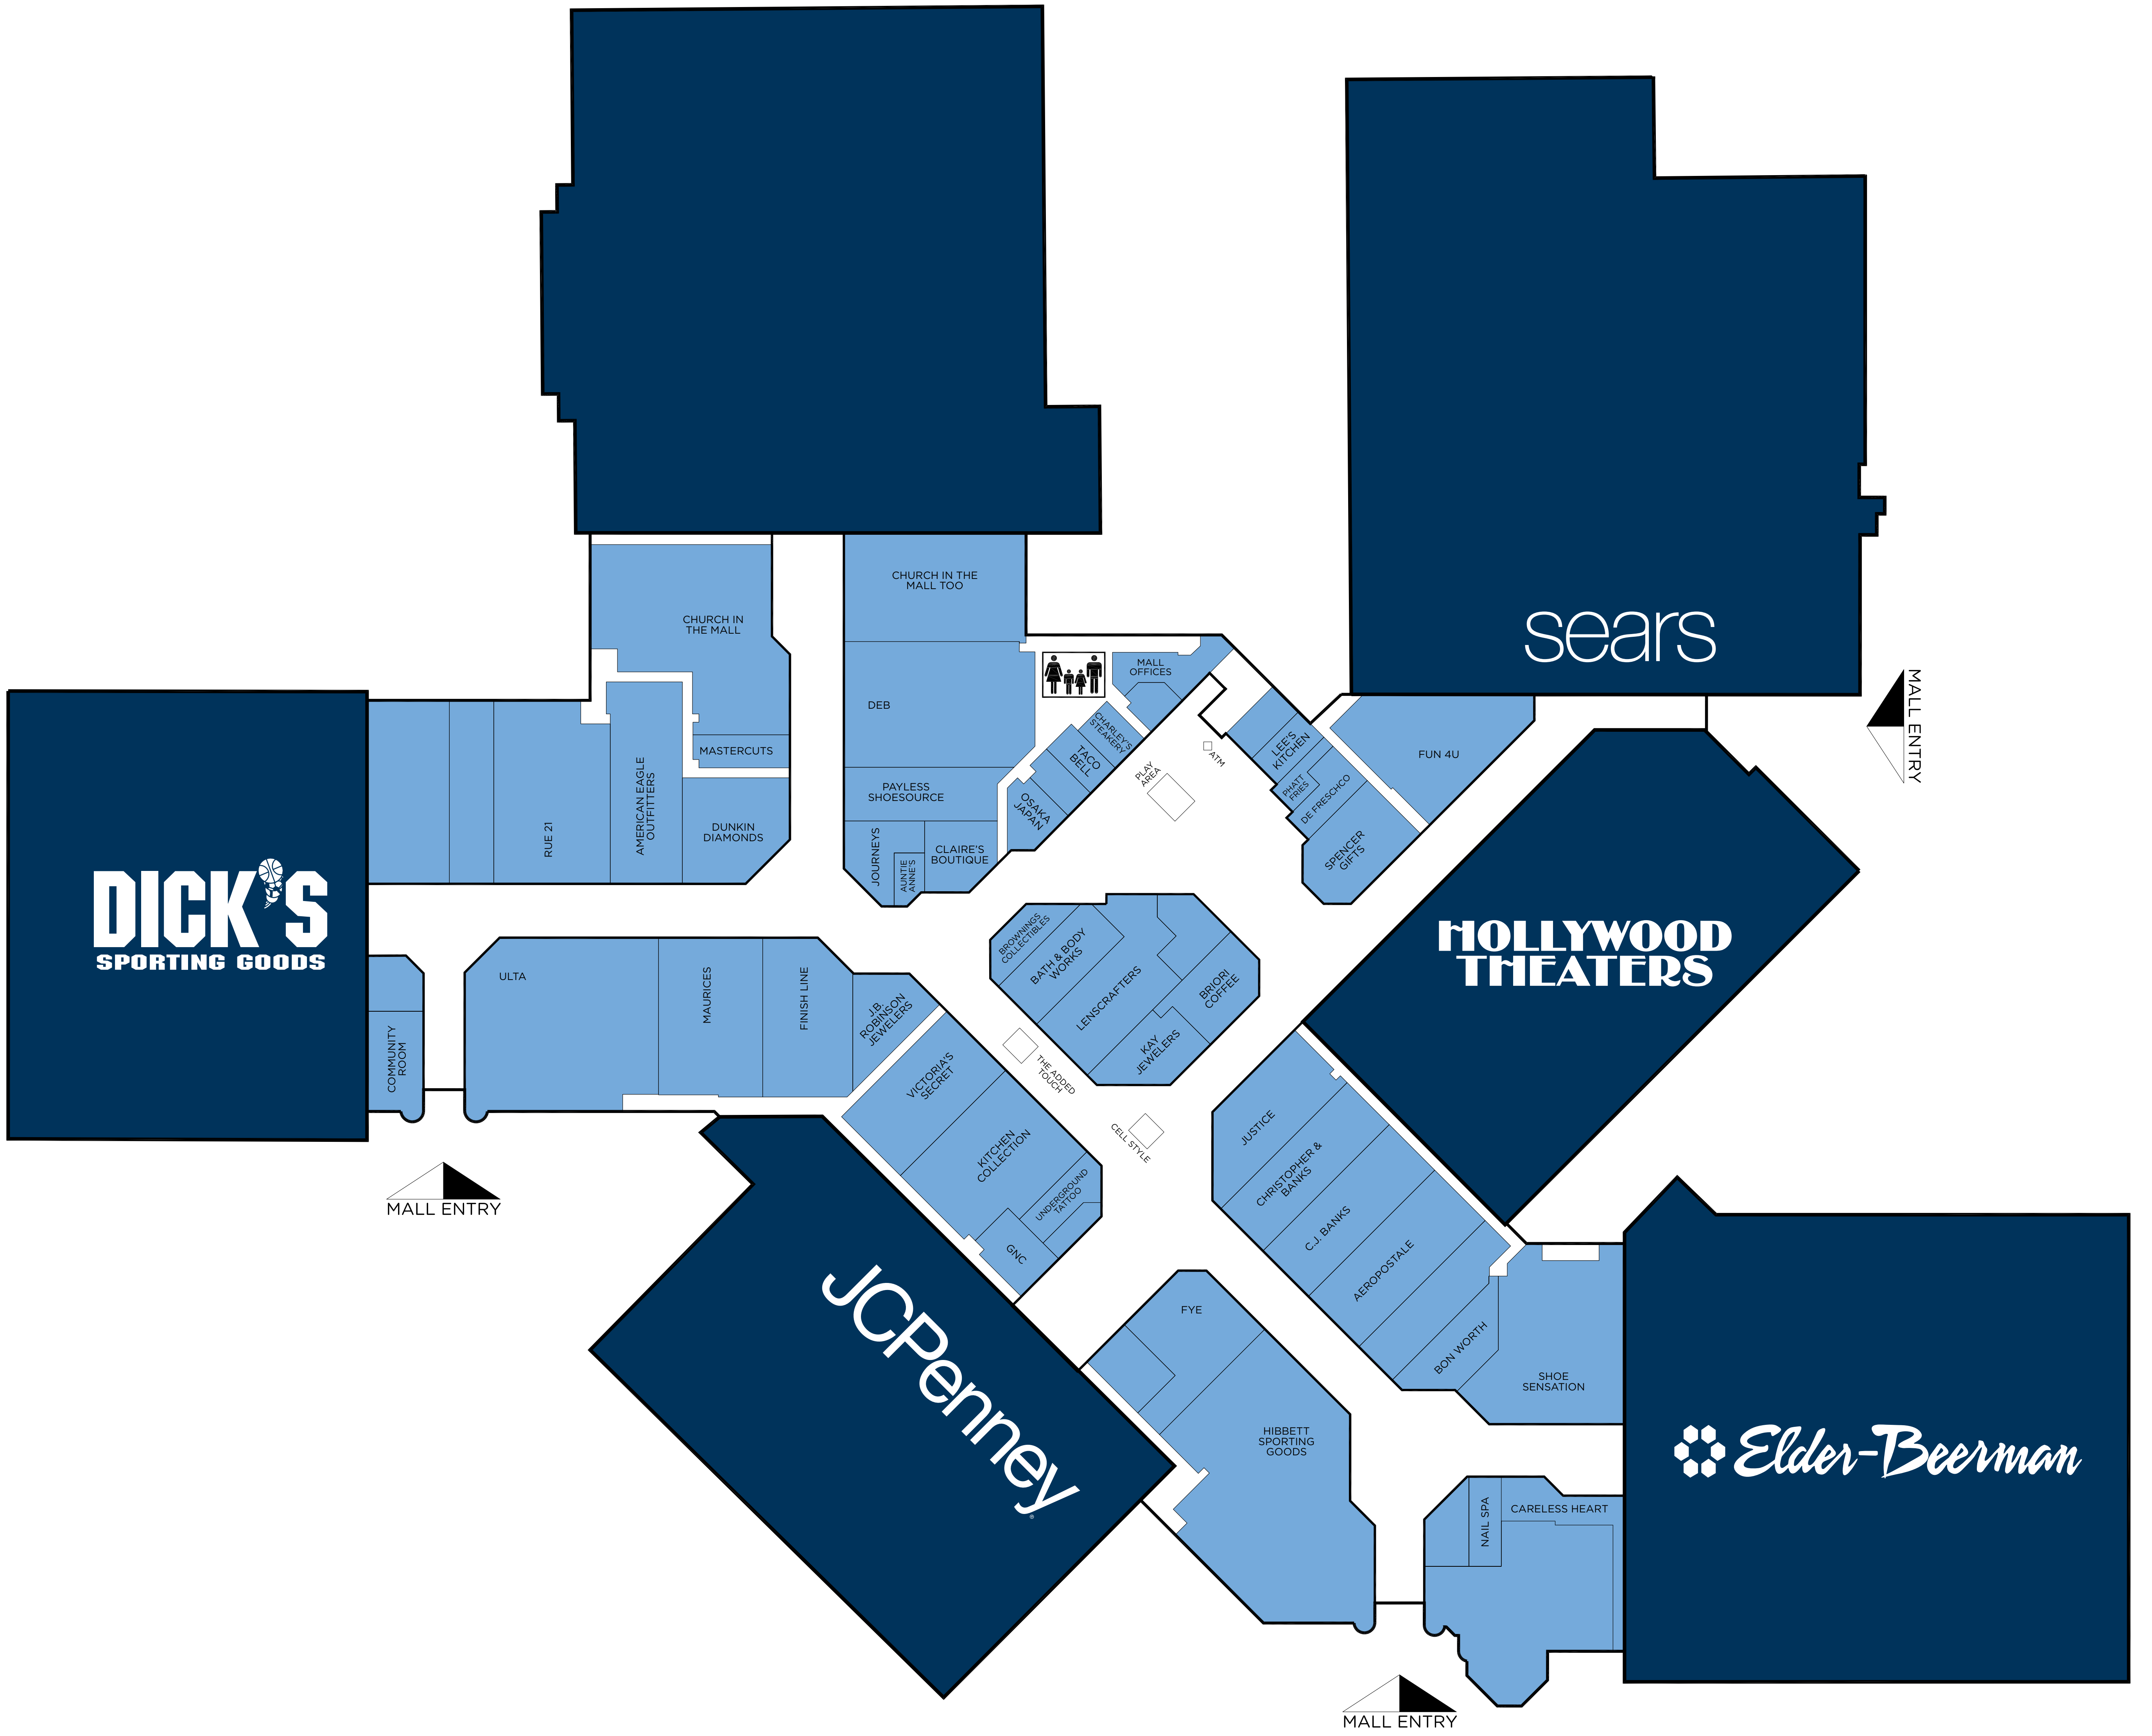 sears
CHURCH IN THE
MALL TOO
CHURCH IN
THE MALL
MALL
OFFICES
MALL ENTRY
DEB
CHARLEY'S
STEAKERY
TACO
BELL
LEE'S
KITCHEN
FUN 4U
MASTERCUTS
ATM
PLAY
AREA
PHATT
FRIES
DE FRESCHCO
PAYLESS
SHOESOURCE
OSAKA
JAPAN
AMERICAN EAGLE
OUTFITTERS
RUE 21
DUNKIN
DIAMONDS
JOURNEYS
AUNTIE
ANNE'S
CLAIRE'S
BOUTIQUE
SPENCER
GIFTS
DICK'S
SPORTING GOODS
HOLLYWOOD
THEATERS
BROWNINGS
COLLECTIBLES
BATH & BODY
WORKS
LENSCRAFTERS
BRIORI
COFFEE
KAY
JEWELERS
ULTA
MAURICES
FINISH LINE
J.B.
ROBINSON
JEWELERS
COMMUNITY
ROOM
VICTORIA'S
SECRET
THE ADDED
TOUCH
CELL STYLE
JUSTICE
KITCHEN
COLLECTION
CHRISTOPHER &
BANKS
UNDERGROUND
TATTOO
MALL ENTRY
C.J. BANKS
GNC
AEROPOSTALE
JCPenney®
FYE
BON WORTH
SHOE
SENSATION
HIBBETT
SPORTING
GOODS
Elder-Beerman
NAIL SPA
CARELESS HEART
MALL ENTRY